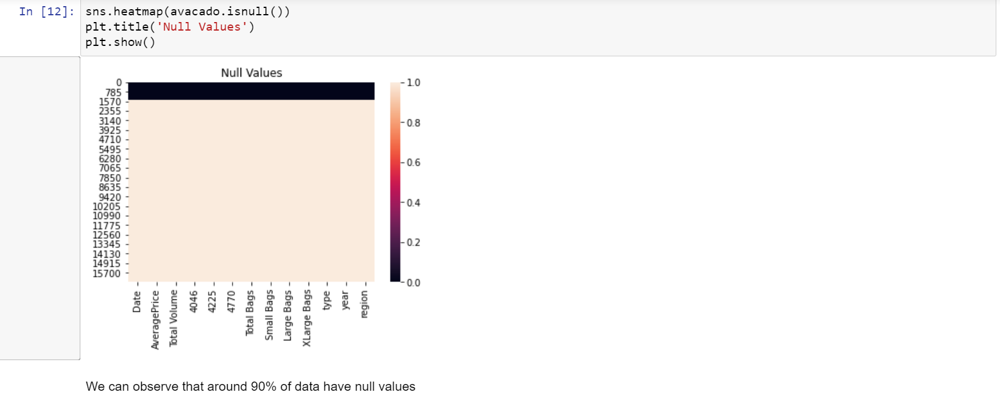 In [12]: sns.heatmap(avacado.isnull())
plt.title('Null Values')
plt.show()
Null Values
0
785
1570
2355
3140
3925
4710
5495
6280
7065
7850
8635
9420
10205
10990
11775
12560
13345
14130
14915
15700
1.0
0.8
0.6
0.4
0.2
0.0
Date
AveragePrice
Total Volume
4046
4225
4770
Total Bags
Small Bags
Large Bags
XLarge Bags
type
year
region
We can observe that around 90% of data have null values